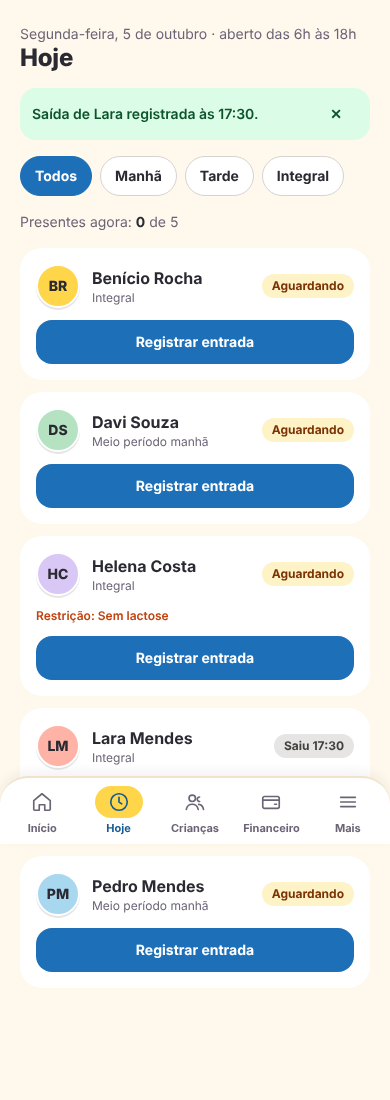 Segunda-feira, 5 de outubro · aberto das 6h às 18h
Hoje
Saída de Lara registrada às 17:30. ✕
Todos Manhã Tarde Integral
Presentes agora: 0 de 5
BR Benício Rocha Aguardando
Integral
Registrar entrada
DS Davi Souza Aguardando
Meio período manhã
Registrar entrada
HC Helena Costa Aguardando
Integral
Restrição: Sem lactose
Registrar entrada
LM Lara Mendes Saiu 17:30
Integral
Início Hoje Crianças Financeiro Mais
PM Pedro Mendes Aguardando
Meio período manhã
Registrar entrada